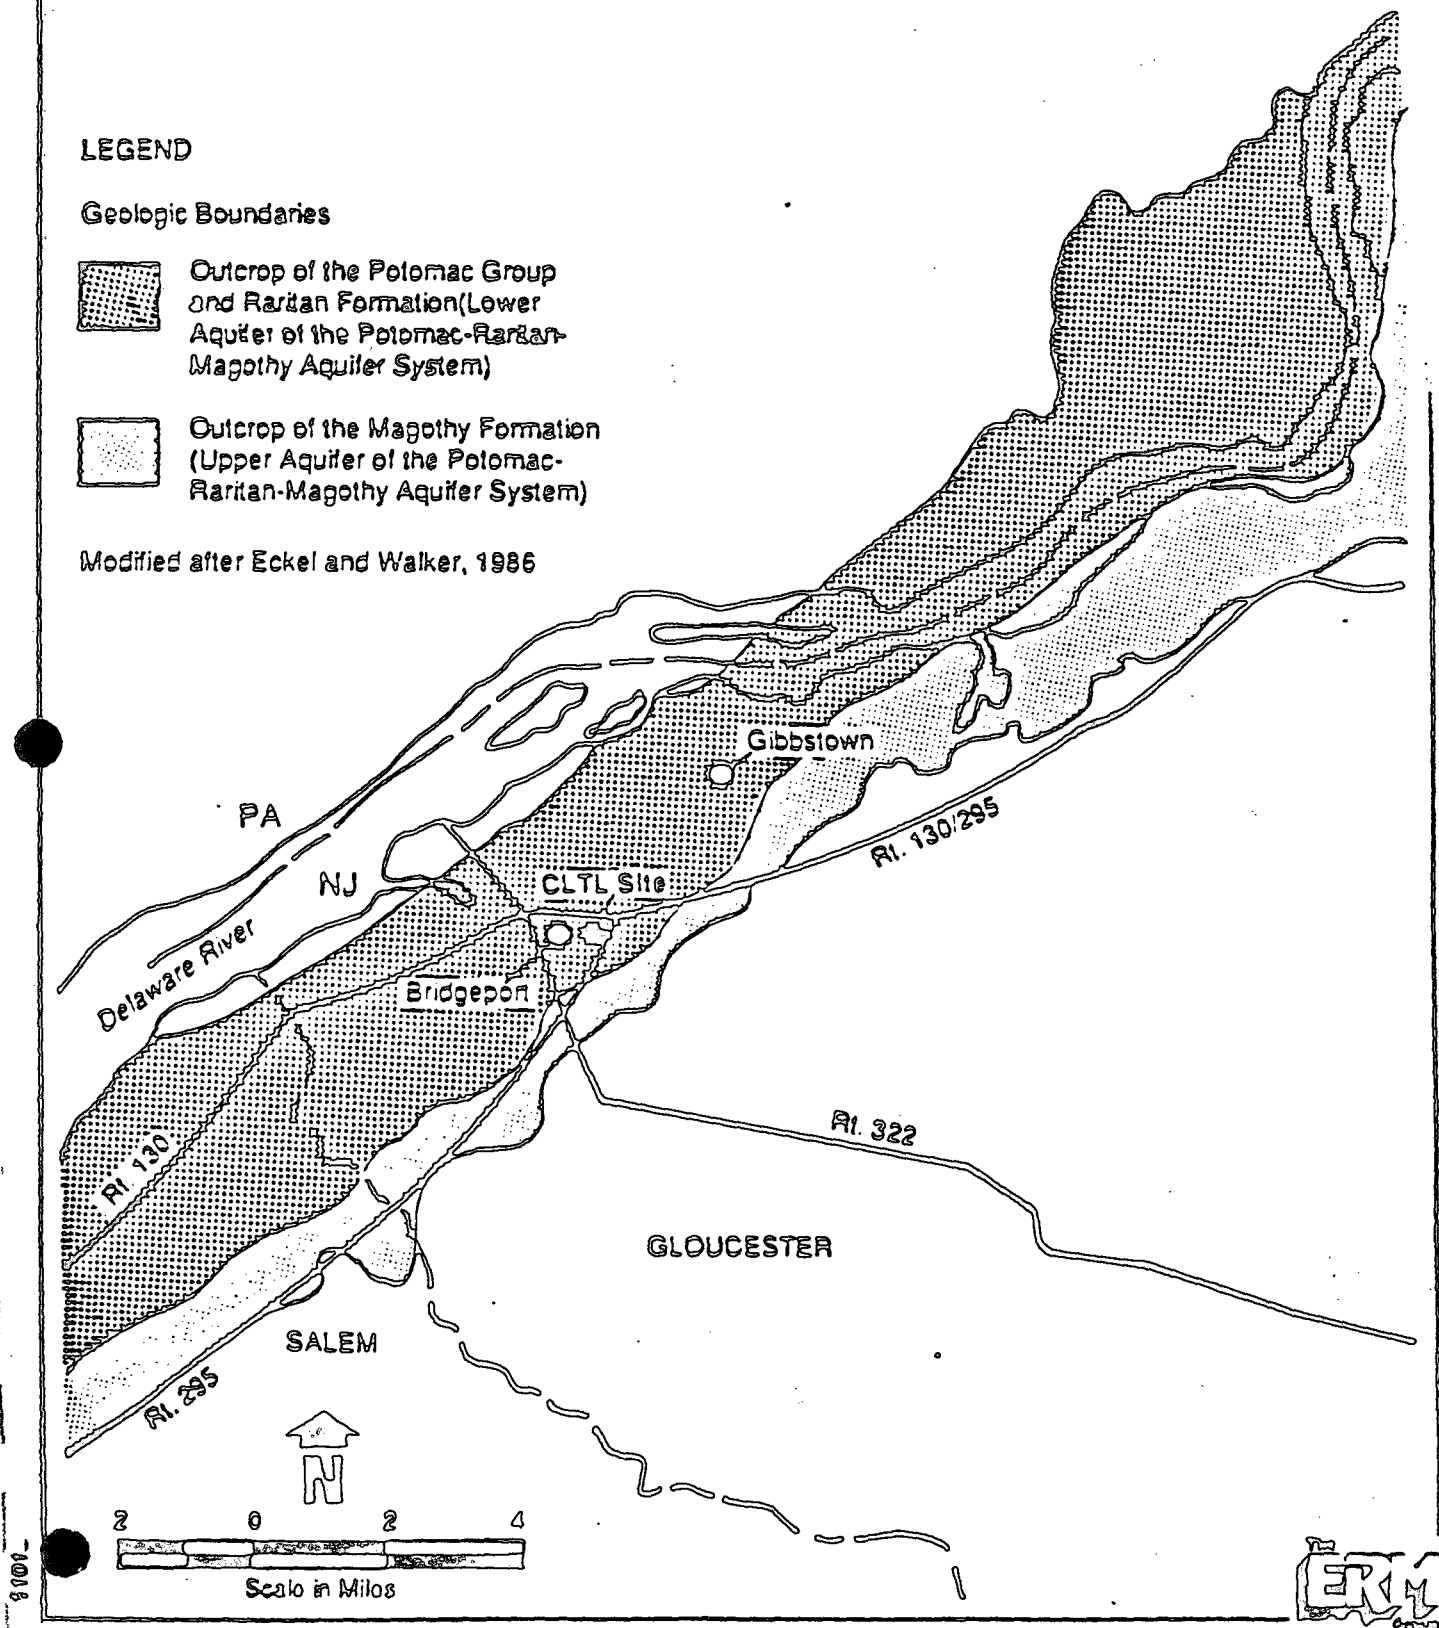 LEGEND
Geologic Boundaries
Outcrop of the Potomac Group
and Raritan Formation(Lower
Aquifer of the Potomac-Raritan-
Magothy Aquifer System)
Outcrop of the Magothy Formation
(Upper Aquifer of the Potomac-
Raritan-Magothy Aquifer System)
Modified after Eckel and Walker, 1986
Gibbstown
PA
Rt. 130/295
NJ
CLTL Site
Delaware River
Bridgeport
Rt. 130
Rt. 322
GLOUCESTER
SALEM
Rt. 295
N
2 0 2 4
Scale in Miles
The
ERM